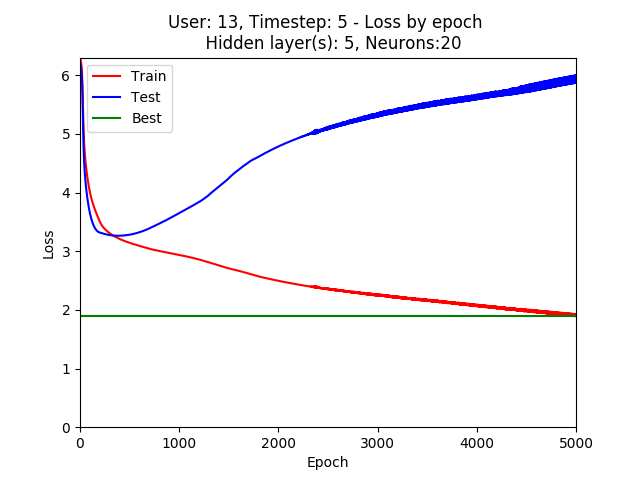 User: 13, Timestep: 5 - Loss by epoch
Hidden layer(s): 5, Neurons:20
Train
Test
Best
6
5
4
3
2
1
0
Loss
0
1000
2000
3000
4000
5000
Epoch